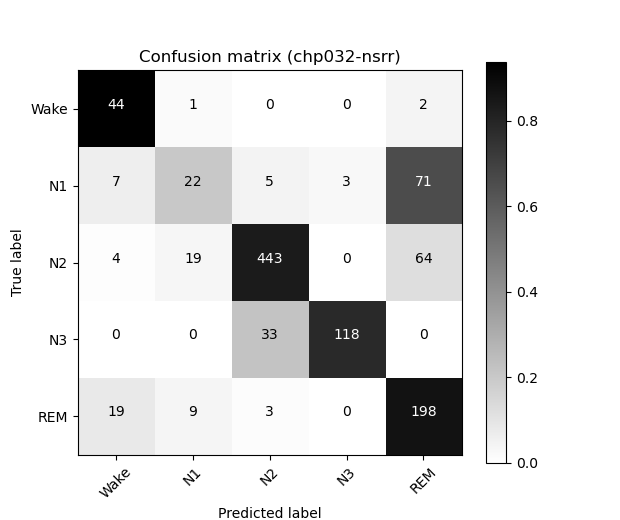 Confusion matrix (chp032-nsrr)
True label
Wake 44 1 0 0 2
N1 7 22 5 3 71
N2 4 19 443 0 64
N3 0 0 33 118 0
REM 19 9 3 0 198
Wake N1 N2 N3 REM
Predicted label
0.8
0.6
0.4
0.2
0.0